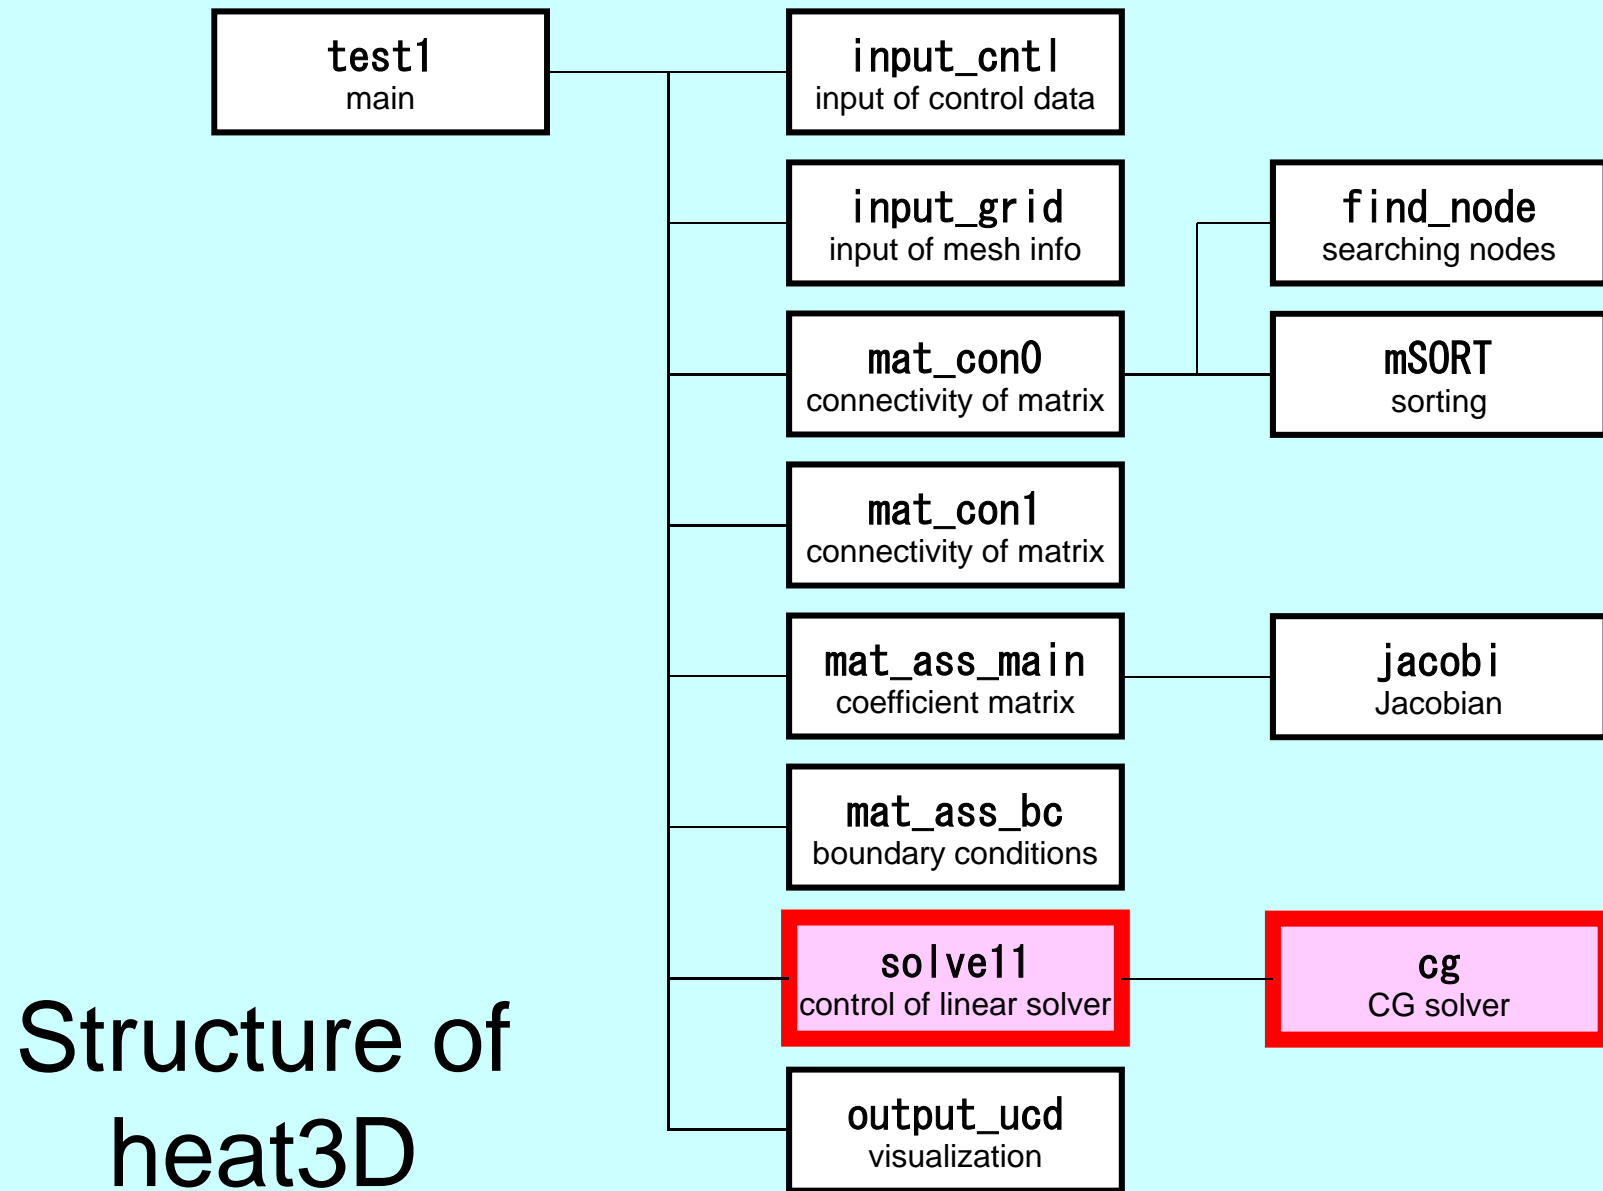 test1
main
input_cntl
input of control data
input_grid
input of mesh info
find_node
searching nodes
mat_con0
connectivity of matrix
mSORT
sorting
mat_con1
connectivity of matrix
mat_ass_main
coefficient matrix
jacobi
Jacobian
mat_ass_bc
boundary conditions
solve11
control of linear solver
cg
CG solver
output_ucd
visualization
Structure of
heat3D